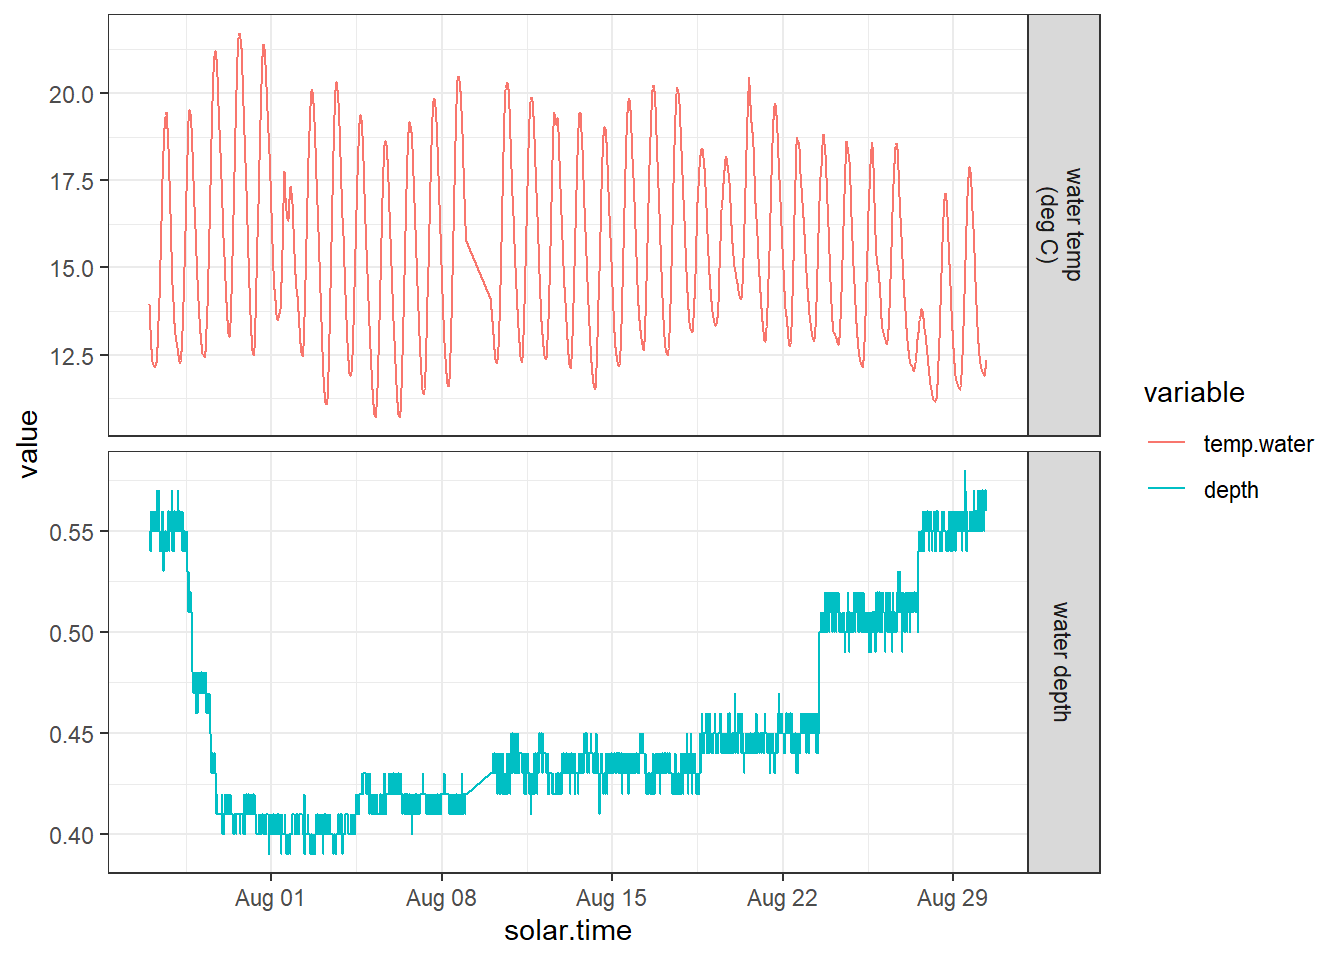 20.0
17.5
15.0
12.5
water temp
(deg C)
value
0.55
0.50
0.45
0.40
water depth
Aug 01
Aug 08
Aug 15
Aug 22
Aug 29
solar.time
variable
temp.water
depth